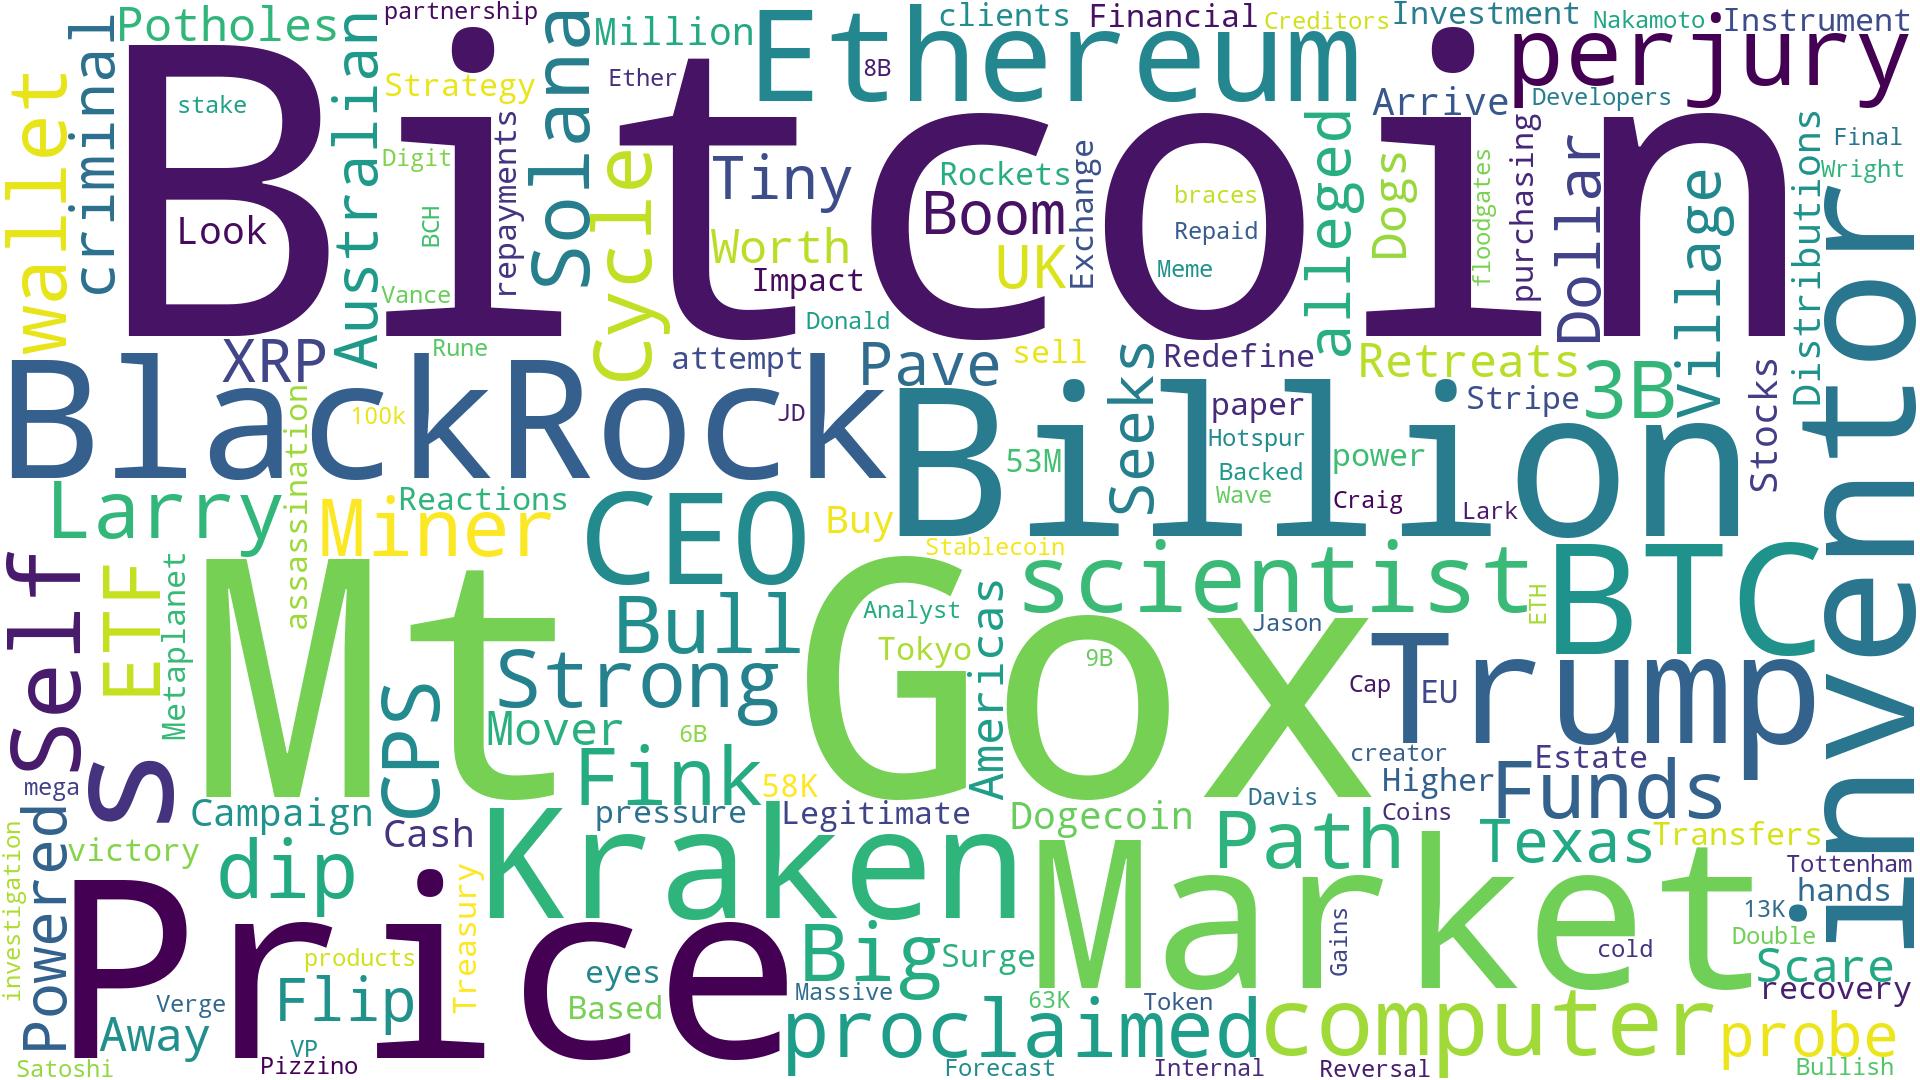 partnership
clients
Financial
Creditors
Investment
Nakamoto
Instrument
Potholes
criminal
Australian
Solana
Million
Ethereum
perjury
Bitcoin
Strategy
Ether
8B
stake
Arrive
Developers
wallet
Digit
repayments
Cycle
Tiny
Rockets
Exchange
alleged
Dogs
floodgates
purchasing
Dollar
Village
Distributions
Final
Wright
Look
BCH
Worth
Boom
UK
braces
Repaid
Meme
Impact
Vance
Donald
inventor
XRP
Rune
attempt
Pave
sell
Seeks
Redefine
Retreats
3B
Stocks
BlackRock
100k
JD
Billion
paper
Stripe
Hotspur
Backed
53M
power
Wave
Craig
Lark
assassination
Larry
Reactions
Miner
CEO
Buy
Stablecoin
scientist
ETH
BTC
Self
ETF
Metaplanet
Mt Gox
Bull
Analyst
Tokyo
Americas
Jason
Trump
Strong
9B
Cap
EU
CPS
Mover
6B
Fink
58K
creator
Estate
Higher
Funds
s
mega
Campaign
Cash
pressure
Legitimate
Davis
Coins
Dogecoin
Path
Texas
Transfers
Tottenham
Powered
victory
dip
Kraken
Market
hands
investigation
Price
Treasury
13K
Double
Gains
cold
Scare
products
eyes
Big
Surge
recovery
Verge
Flip
Based
Massive
63K
Token
Away
VP
proclaimed
computer
probe
Satoshi
Pizzino
Forecast
Internal
Reversal
Bullish